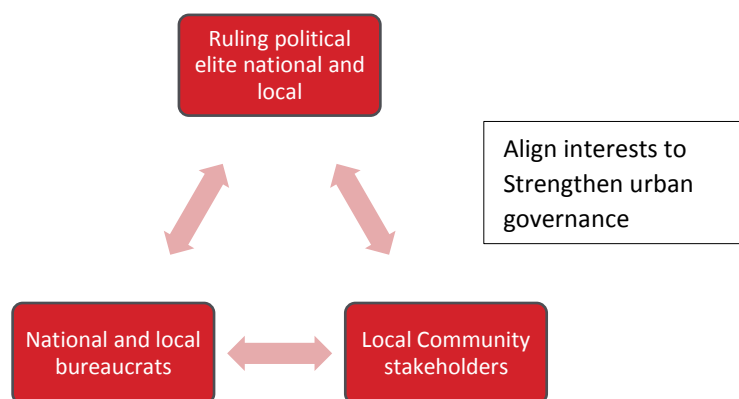 Ruling political
elite national and
local
Align interests to
Strengthen urban
governance
National and local
bureaucrats
Local Community
stakeholders